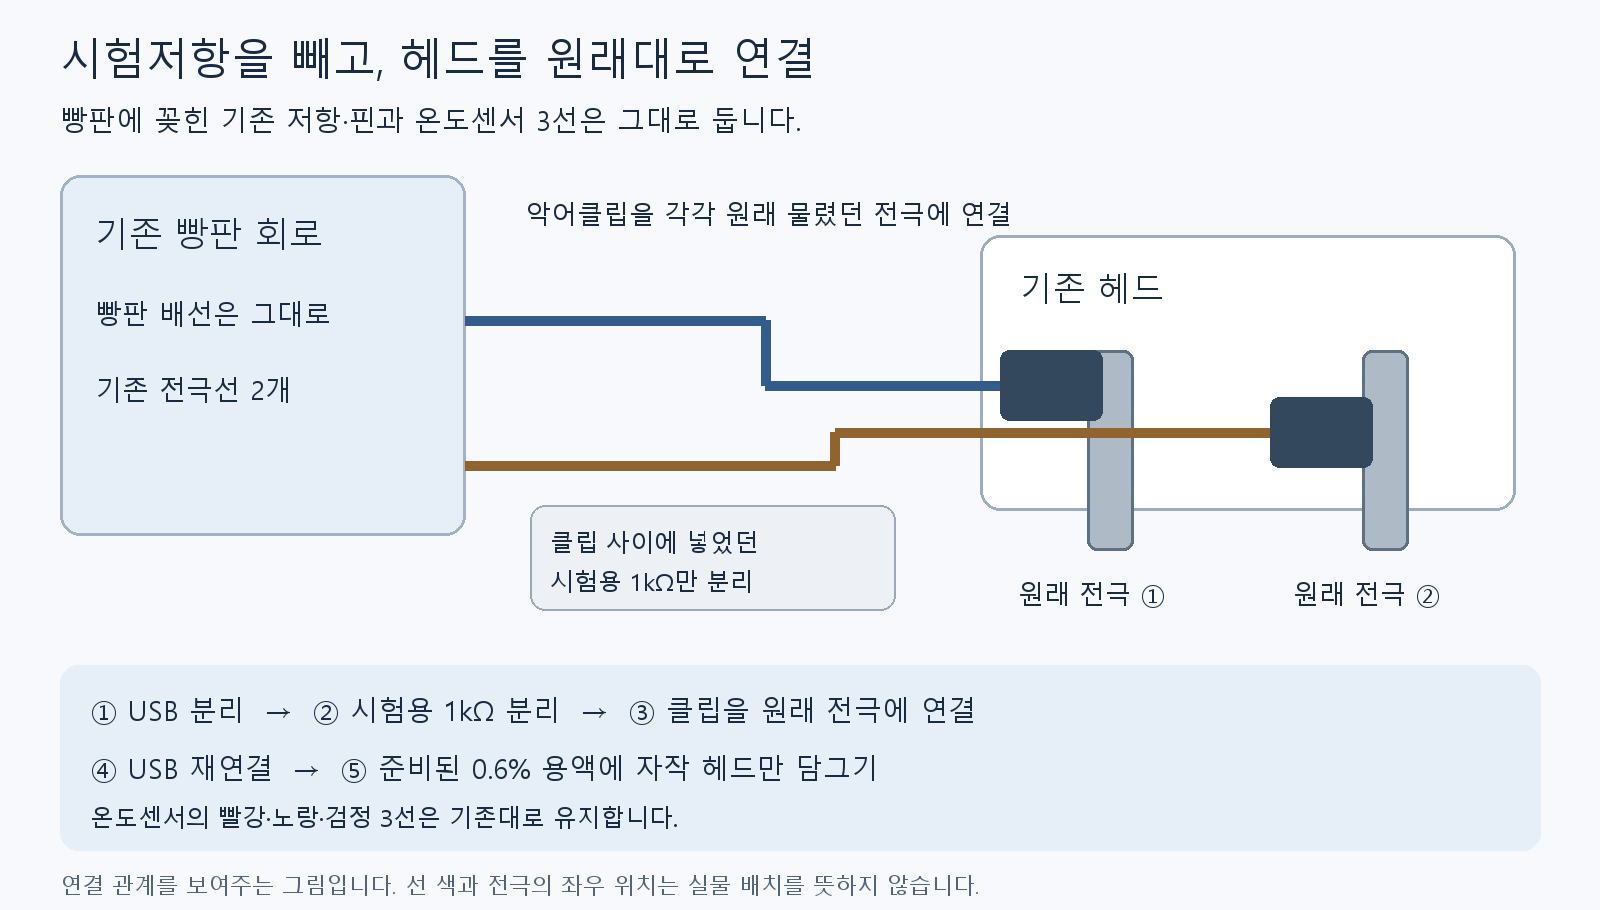 시험저항을 빼고, 헤드를 원래대로 연결
빵판에 꽂힌 기존 저항·핀과 온도센서 3선은 그대로 둡니다.
기존 빵판 회로
빵판 배선은 그대로
기존 전극선 2개
악어클립을 각각 원래 물렸던 전극에 연결
기존 헤드
클립 사이에 넣었던
시험용 1kΩ만 분리
원래 전극 ①
원래 전극 ②
① USB 분리 → ② 시험용 1kΩ 분리 → ③ 클립을 원래 전극에 연결
④ USB 재연결 → ⑤ 준비된 0.6% 용액에 자작 헤드만 담그기
온도센서의 빨강·노랑·검정 3선은 기존대로 유지합니다.
연결 관계를 보여주는 그림입니다. 선 색과 전극의 좌우 위치는 실물 배치를 뜻하지 않습니다.